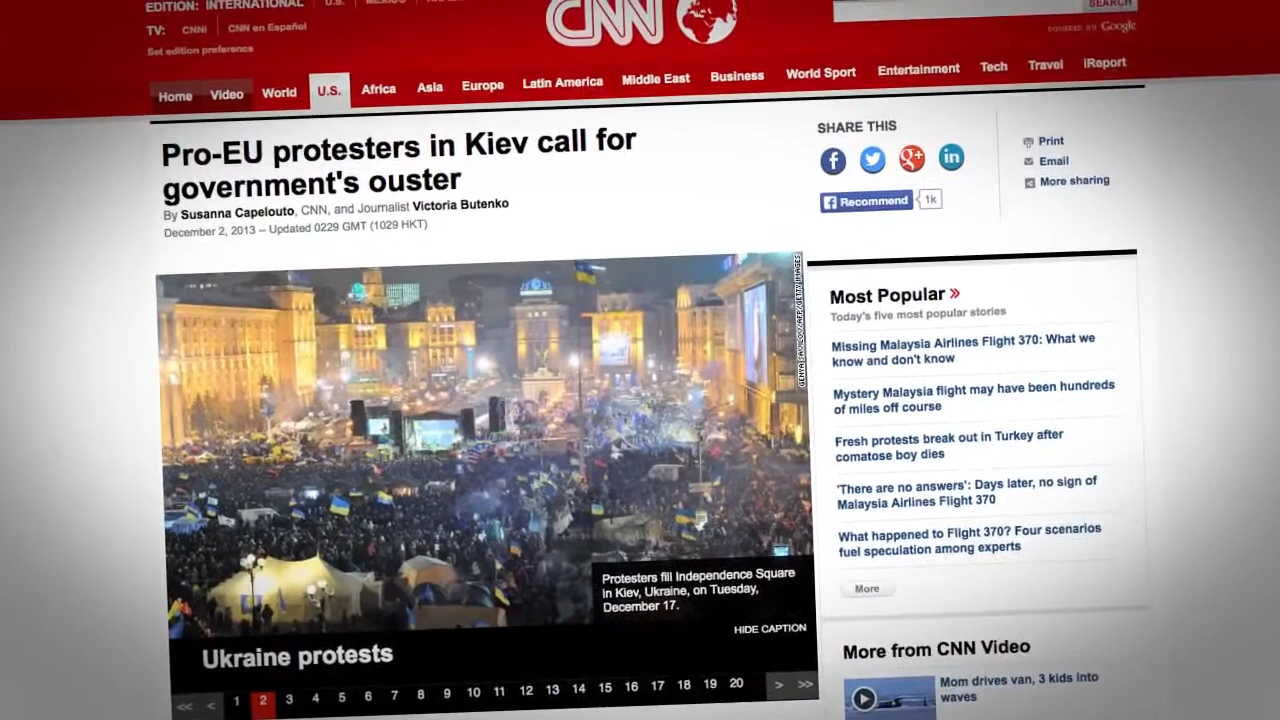 EDITION: INTERNATIONAL
U.S.
MÉXICO
TV:
CNNi
CNN en Español
Set edition preference
CNN
SEARCH
POWERED BY Google
Home
Video
World
U.S.
Africa
Asia
Europe
Latin America
Middle East
Business
World Sport
Entertainment
Tech
Travel
iReport
Pro-EU protesters in Kiev call for
government's ouster
By Susanna Capelouto, CNN, and Journalist Victoria Butenko
December 2, 2013 -- Updated 0229 GMT (1029 HKT)
SHARE THIS
f
g+
in
Print
Email
More sharing
f Recommend
1k
GENYA SAVILOV/AFP/GETTY IMAGES
Protesters fill Independence Square
in Kiev, Ukraine, on Tuesday,
December 17.
HIDE CAPTION
Ukraine protests
<< < 1 2 3 4 5 6 7 8 9 10 11 12 13 14 15 16 17 18 19 20 > >>
Most Popular »
Today's five most popular stories
Missing Malaysia Airlines Flight 370: What we
know and don't know
Mystery Malaysia flight may have been hundreds
of miles off course
Fresh protests break out in Turkey after
comatose boy dies
'There are no answers': Days later, no sign of
Malaysia Airlines Flight 370
What happened to Flight 370? Four scenarios
fuel speculation among experts
More
More from CNN Video
Mom drives van, 3 kids into
waves